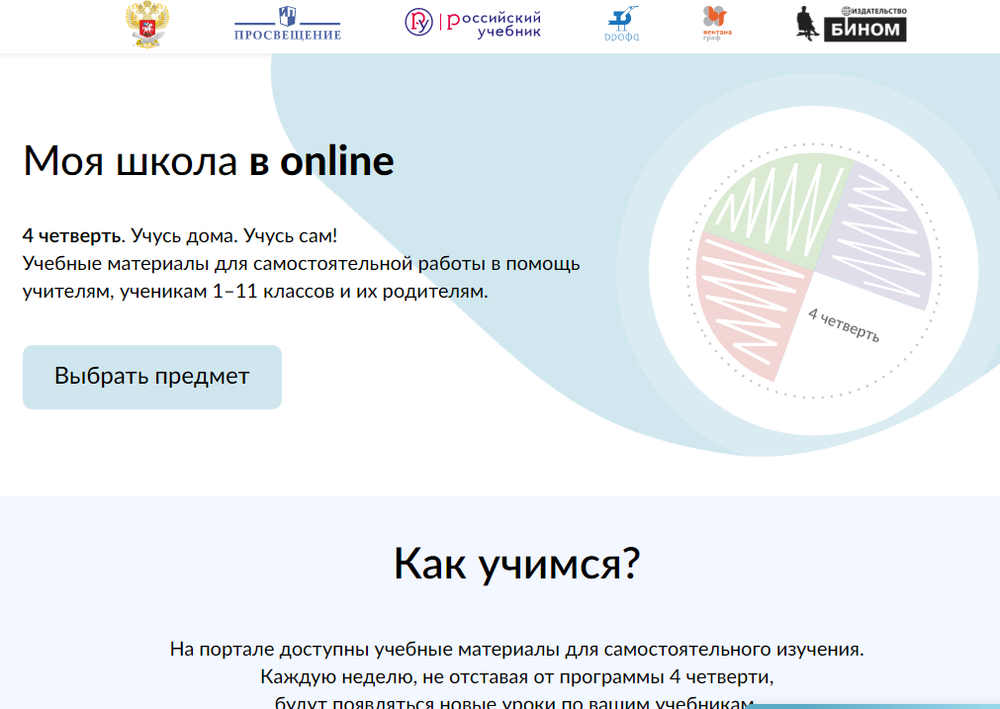 ПРОСВЕЩЕНИЕ
российский
учебник
дрофа
вентана
граф
ИЗДАТЕЛЬСТВО
БИНОМ
Моя школа в online
4 четверть. Учусь дома. Учусь сам!
Учебные материалы для самостоятельной работы в помощь
учителям, ученикам 1–11 классов и их родителям.
Выбрать предмет
4 четверть
Как учимся?
На портале доступны учебные материалы для самостоятельного изучения.
Каждую неделю, не отставая от программы 4 четверти,
будут появляться новые уроки по вашим учебникам.